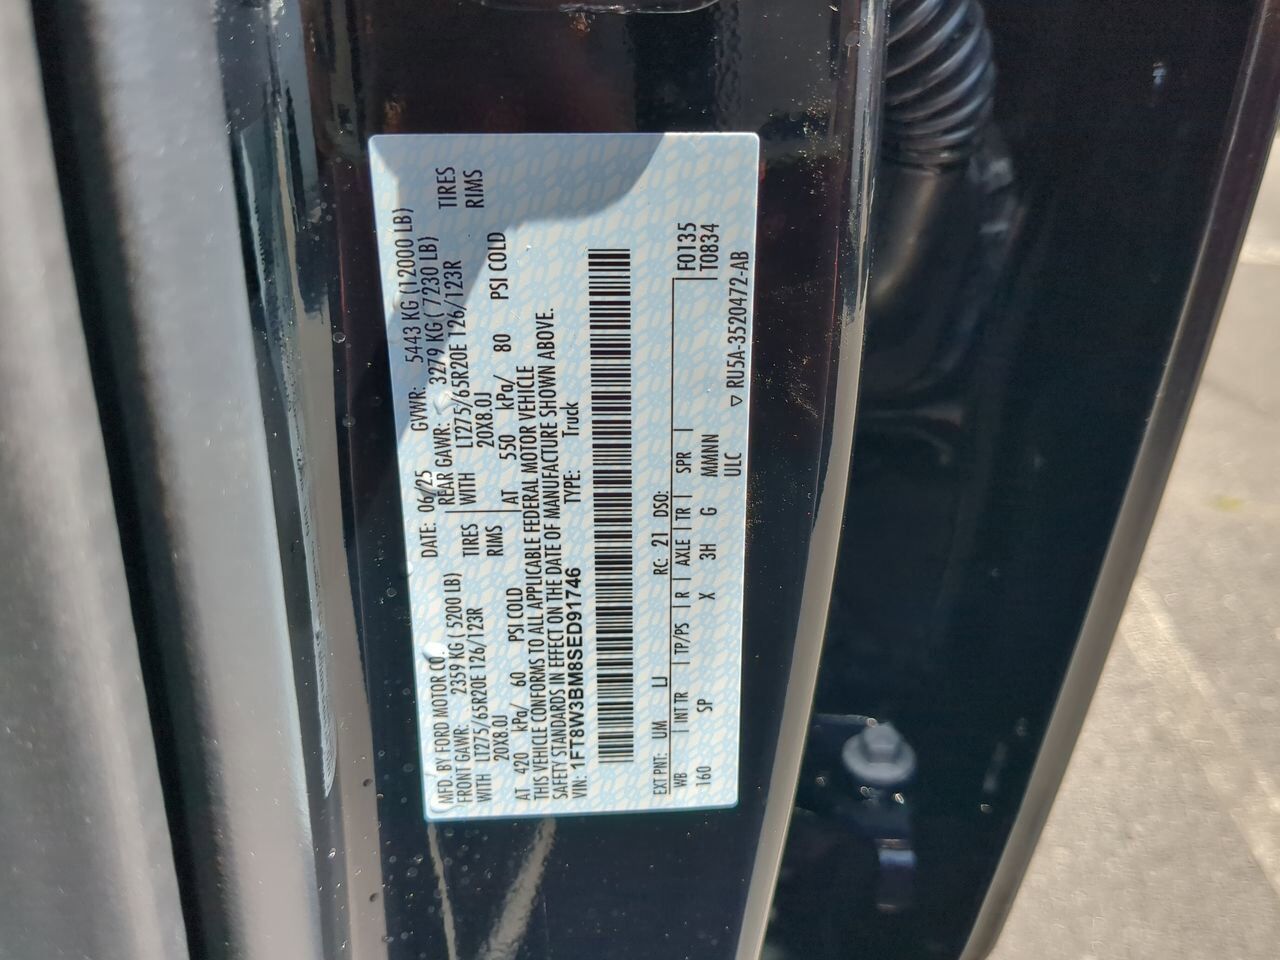 MFD. BY FORD MOTOR CO.
DATE: 06/25 GVWR: 5443 KG (12000 LB)
FRONT GAWR: 2359 KG ( 5200 LB) REAR GAWR: 3279 KG ( 7230 LB)
WITH LT275/65R20E 126/123R TIRES WITH LT275/65R20E 126/123R TIRES
20X8.0J RIMS 20X8.0J RIMS
AT 420 kPa/ 60 PSI COLD AT 550 kPa/ 80 PSI COLD
THIS VEHICLE CONFORMS TO ALL APPLICABLE FEDERAL MOTOR VEHICLE
SAFETY STANDARDS IN EFFECT ON THE DATE OF MANUFACTURE SHOWN ABOVE.
VIN: 1FT8W3BM8SED91746 TYPE: Truck
F0135
T0834
EXT PNT: UM LJ RC: 21 DSO:
WB INT TR TP/PS R AXLE TR SPR
160 SP X 3H G MMNNN
ULC
▽ RU5A-3520472-AB